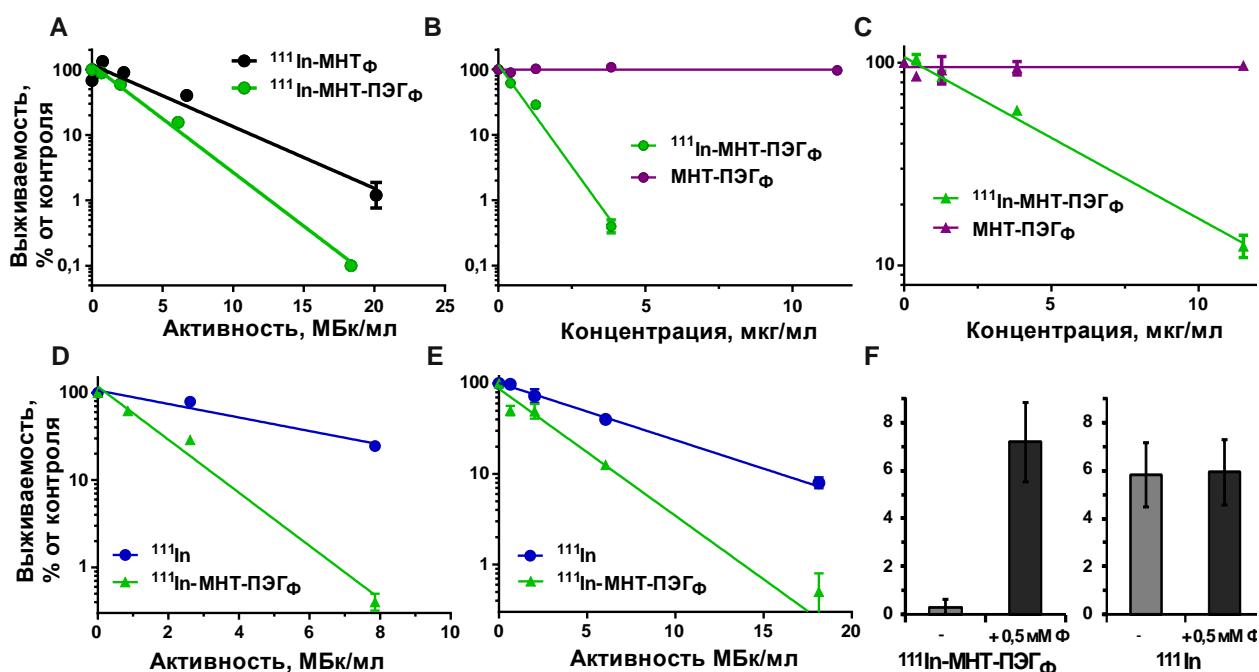 A
Выживаемость,
% от контроля
100
10
1
0,1
0
5
10
15
20
25
Активность, МБк/мл
¹¹¹In-МНТФ
¹¹¹In-МНТ-ПЭГФ
B
100
10
1
0,1
0
5
10
Концентрация, мкг/мл
¹¹¹In-МНТ-ПЭГФ
МНТ-ПЭГФ
C
100
10
0
5
10
Концентрация, мкг/мл
¹¹¹In-МНТ-ПЭГФ
МНТ-ПЭГФ
D
Выживаемость,
% от контроля
100
10
1
0
2
4
6
8
10
Активность, МБк/мл
¹¹¹In
¹¹¹In-МНТ-ПЭГФ
E
100
10
1
0
5
10
15
20
Активность МБк/мл
¹¹¹In
¹¹¹In-МНТ-ПЭГФ
F
8
6
4
2
0
- + 0,5 мМ Ф
¹¹¹In-МНТ-ПЭГФ
8
6
4
2
0
- +0,5 мМ Ф
¹¹¹In